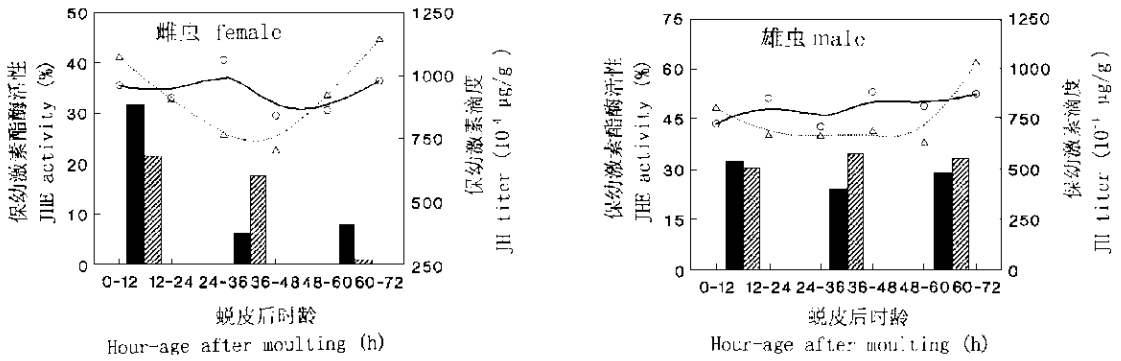 雌虫 female
保幼激素酯酶活性
JHE activity (%)
50
40
30
20
10
0
1250
1000
750
500
250
保幼激素滴度
JH titer (10⁻¹ μg/g)
0-12 12-24 24-36 36-48 48-60 60-72
蜕皮后时龄
Hour-age after moulting (h)
雄虫 male
保幼激素酯酶活性
JHE activity (%)
75
60
45
30
15
0
1250
1000
750
500
250
0
保幼激素滴度
JH titer (10⁻¹ μg/g)
0-12 12-24 24-36 36-48 48-60 60-72
蜕皮后时龄
Hour-age after moulting (h)